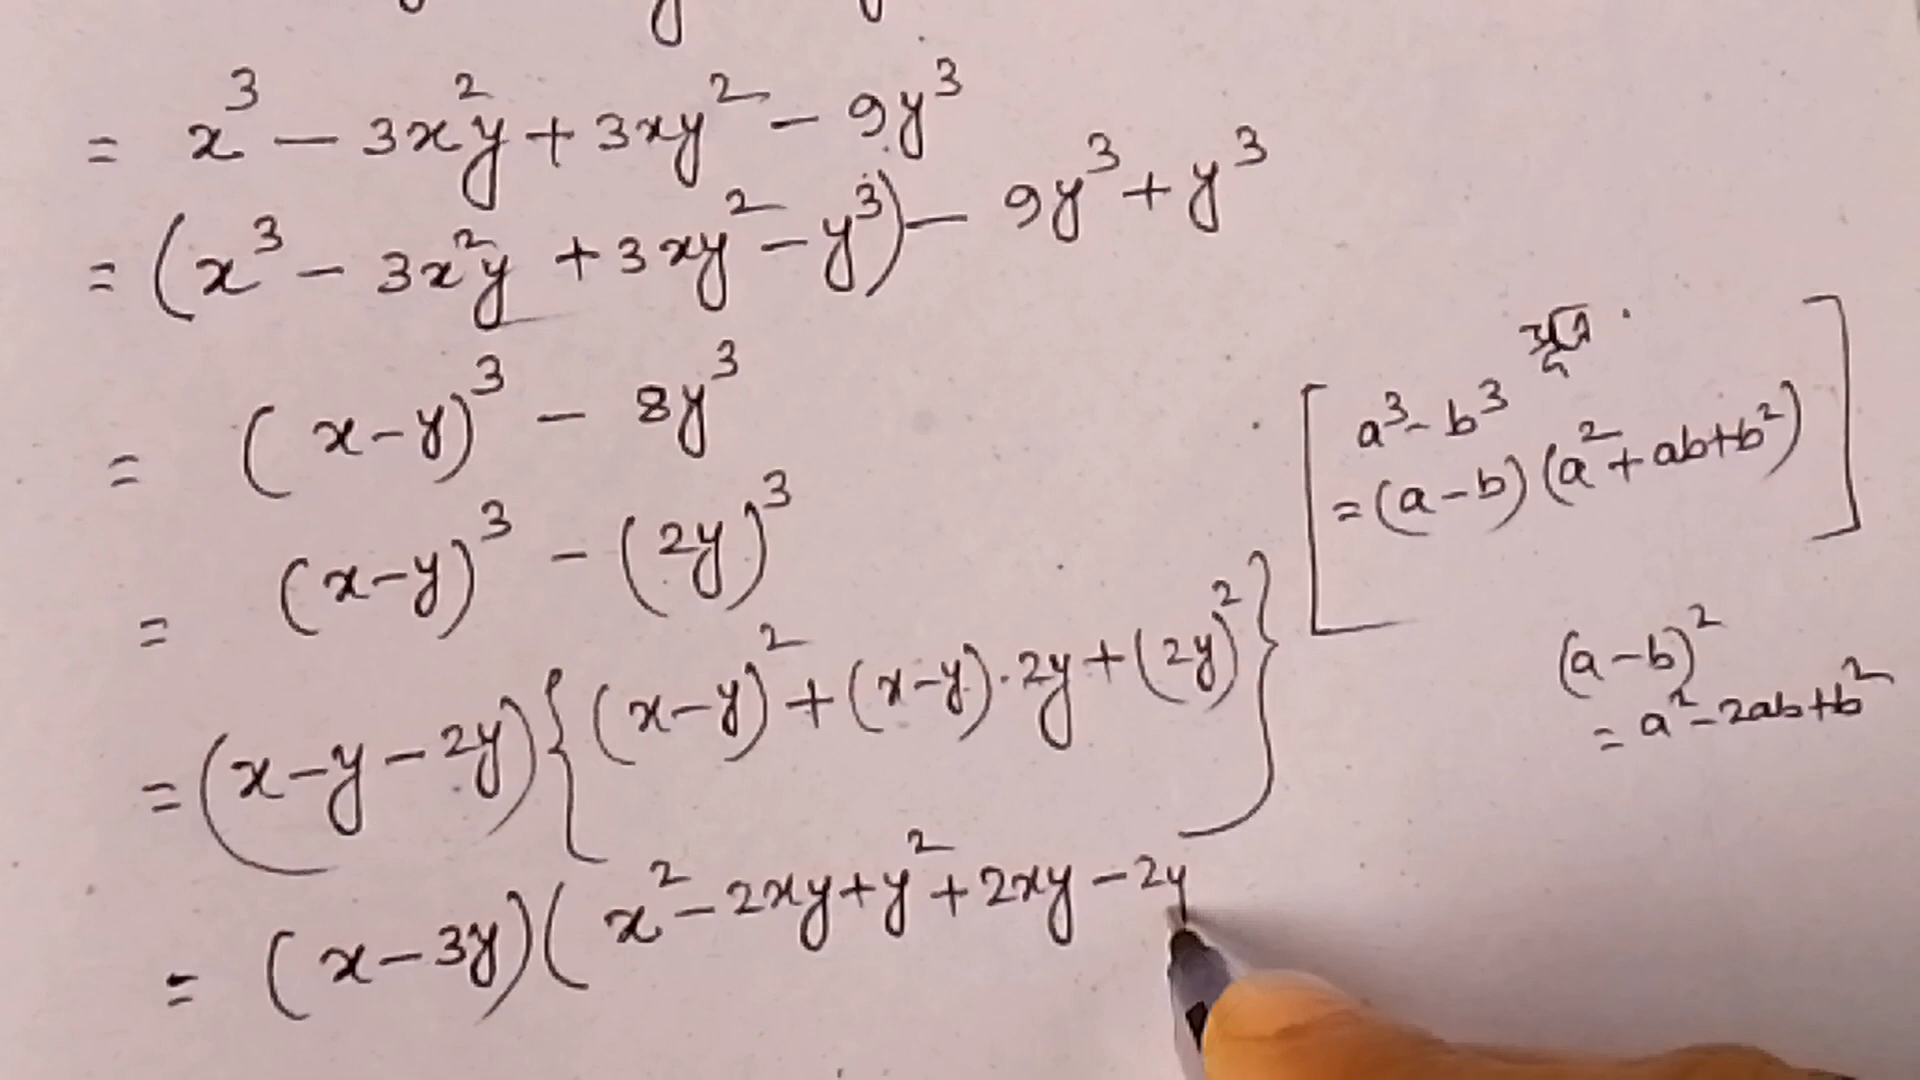 = x³ - 3x²y + 3xy² - 9y³
= (x³ - 3x²y + 3xy² - y³) - 9y³ + y³
= (x-y)³ - 8y³
= (x-y)³ - (2y)³
= (x-y-2y){(x-y)² + (x-y)·2y + (2y)²}
= (x-3y)(x² - 2xy + y² + 2xy - 2y
সূত্র
[a³ - b³
= (a-b)(a² + ab + b²)]
(a-b)²
= a² - 2ab + b²